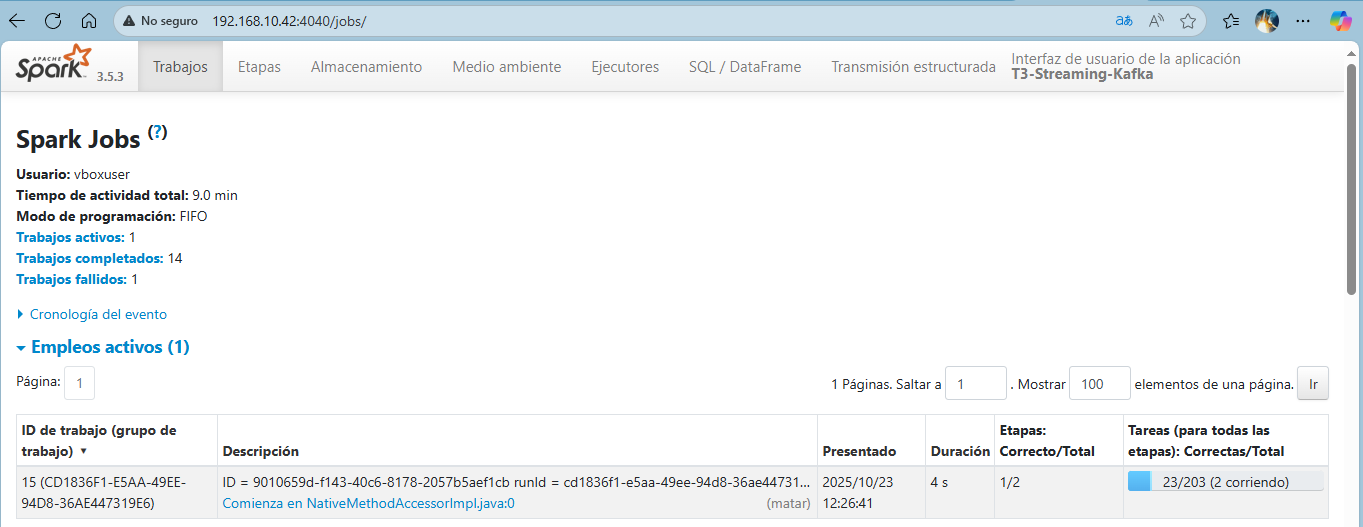 No seguro 192.168.10.42:4040/jobs/
APACHE Spark 3.5.3 Trabajos Etapas Almacenamiento Medio ambiente Ejecutores SQL / DataFrame Transmisión estructurada Interfaz de usuario de la aplicación
T3-Streaming-Kafka
Spark Jobs (?)
Usuario: vboxuser
Tiempo de actividad total: 9.0 min
Modo de programación: FIFO
Trabajos activos: 1
Trabajos completados: 14
Trabajos fallidos: 1
Cronología del evento
Empleos activos (1)
Página: 1 1 Páginas. Saltar a 1 . Mostrar 100 elementos de una página. Ir
ID de trabajo (grupo de trabajo) ▾ Descripción Presentado Duración Etapas: Correcto/Total Tareas (para todas las etapas): Correctas/Total
15 (CD1836F1-E5AA-49EE-94D8-36AE447319E6) ID = 9010659d-f143-40c6-8178-2057b5aef1cb runId = cd1836f1-e5aa-49ee-94d8-36ae44731... 2025/10/23 12:26:41 4 s 1/2 23/203 (2 corriendo)
Comienza en NativeMethodAccessorImpl.java:0 (matar)